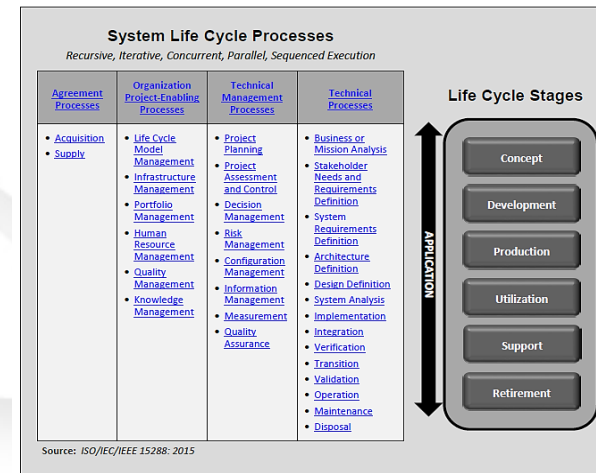 System Life Cycle Processes
Recursive, Iterative, Concurrent, Parallel, Sequenced Execution
Agreement
Processes
• Acquisition
• Supply
Organization
Project-Enabling
Processes
• Life Cycle
Model
Management
• Infrastructure
Management
• Portfolio
Management
• Human
Resource
Management
• Quality
Management
• Knowledge
Management
Technical
Management
Processes
• Project
Planning
• Project
Assessment
and Control
• Decision
Management
• Risk
Management
• Configuration
Management
• Information
Management
• Measurement
• Quality
Assurance
Technical
Processes
• Business or
Mission Analysis
• Stakeholder
Needs and
Requirements
Definition
• System
Requirements
Definition
• Architecture
Definition
• Design Definition
• System Analysis
• Implementation
• Integration
• Verification
• Transition
• Validation
• Operation
• Maintenance
• Disposal
Source: ISO/IEC/IEEE 15288: 2015
APPLICATION
Life Cycle Stages
Concept
Development
Production
Utilization
Support
Retirement